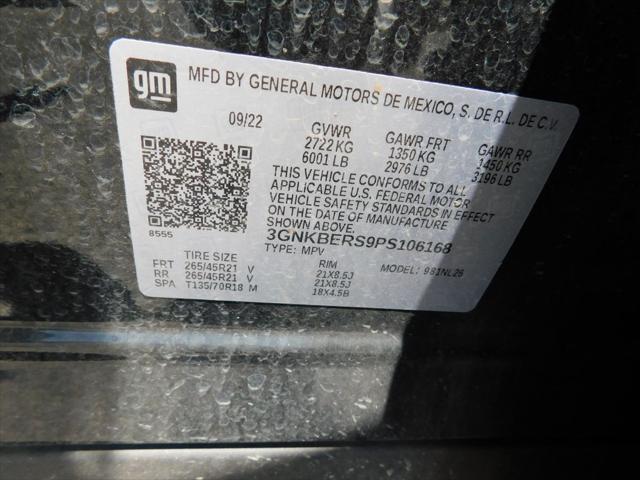 gm
MFD BY GENERAL MOTORS DE MEXICO, S. DE R.L. DE C.V.
09/22
GVWR GAWR FRT GAWR RR
2722 KG 1350 KG 1450 KG
6001 LB 2976 LB 3196 LB
THIS VEHICLE CONFORMS TO ALL
APPLICABLE U.S. FEDERAL MOTOR
VEHICLE SAFETY STANDARDS IN EFFECT
ON THE DATE OF MANUFACTURE
SHOWN ABOVE.
8555
3GNKBERS9PS106168
TYPE: MPV
TIRE SIZE RIM MODEL:
FRT 265/45R21 V 21X8.5J
RR 265/45R21 V 21X8.5J
SPA T135/70R18 M 18X4.5B